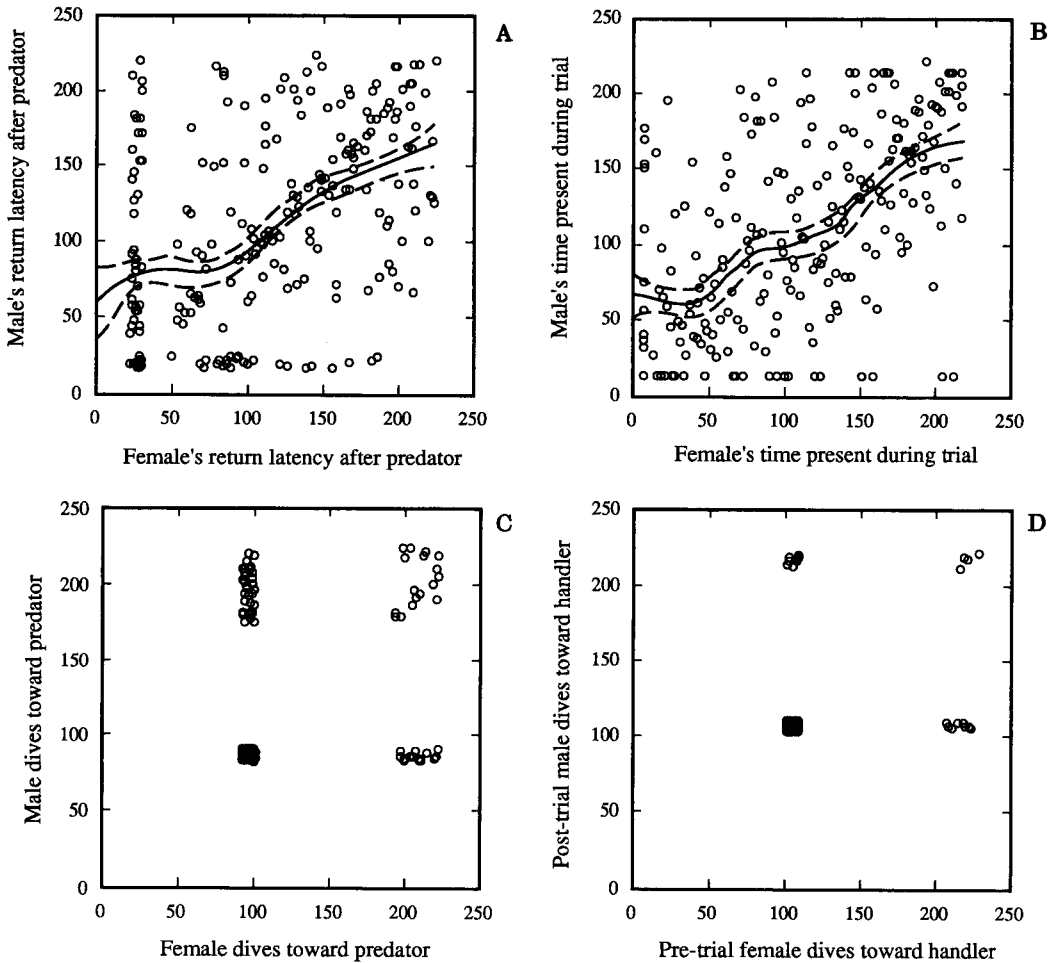 A
Male's return latency after predator
250
200
150
100
50
0
0 50 100 150 200 250
Female's return latency after predator
B
Male's time present during trial
250
200
150
100
50
0
0 50 100 150 200 250
Female's time present during trial
C
Male dives toward predator
250
200
150
100
50
0
0 50 100 150 200 250
Female dives toward predator
D
Post-trial male dives toward handler
250
200
150
100
50
0
0 50 100 150 200 250
Pre-trial female dives toward handler